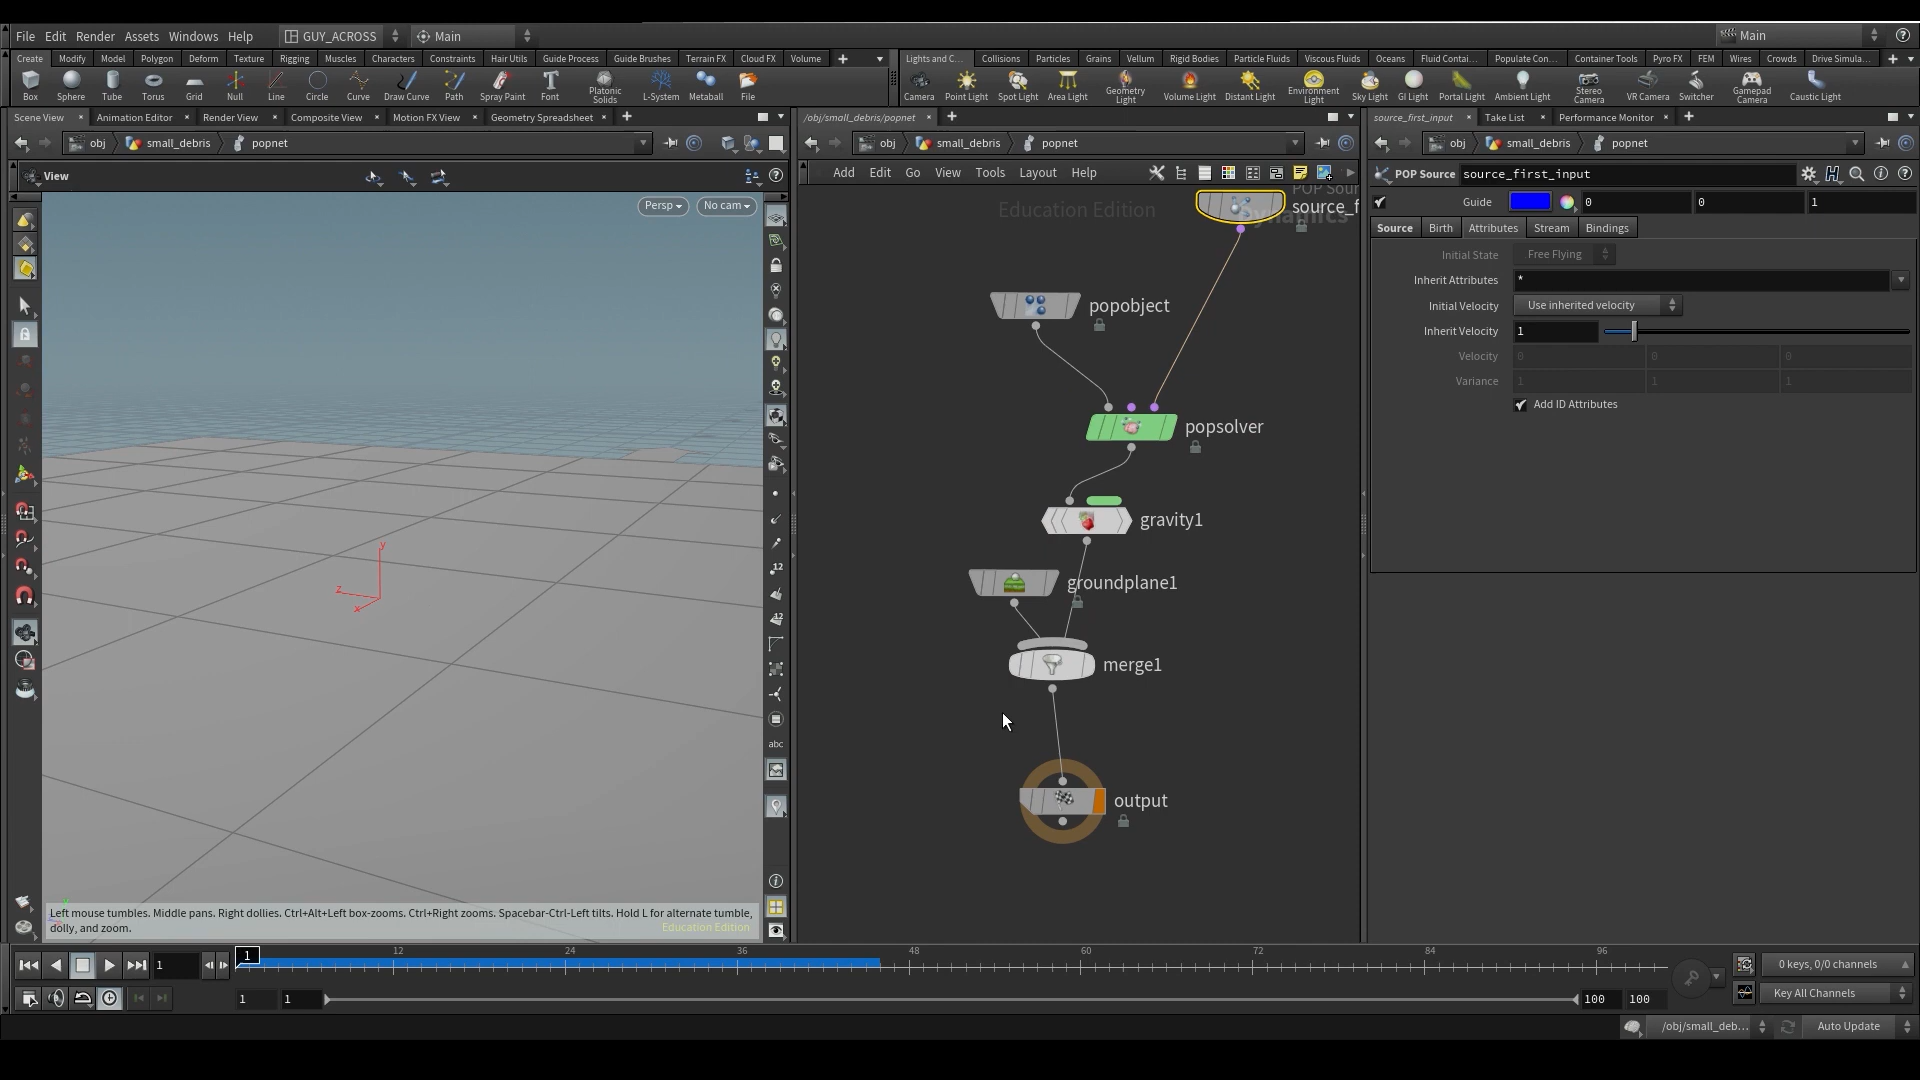 File Edit Render Assets Windows Help GUY_ACROSS Main Main
Create Modify Model Polygon Deform Texture Rigging Muscles Characters Constraints Hair Utils Guide Process Guide Brushes Terrain FX Cloud FX Volume
Lights and C... Collisions Particles Grains Vellum Rigid Bodies Particle Fluids Viscous Fluids Oceans Fluid Contai... Populate Con... Container Tools Pyro FX FEM Wires Crowds Drive Simula...
Box Sphere Tube Torus Grid Null Line Circle Curve Draw Curve Path Spray Paint Font Platonic Solids L-System Metaball File
Camera Point Light Spot Light Area Light Geometry Light Volume Light Distant Light Environment Light Sky Light GI Light Portal Light Ambient Light Stereo Camera VR Camera Switcher Gamepad Camera Caustic Light
Scene View Animation Editor Render View Composite View Motion FX View Geometry Spreadsheet
/obj/small_debris/popnet
source_first_input Take List Performance Monitor
obj small_debris popnet
obj small_debris popnet
obj small_debris popnet
View
Persp No cam
Add Edit Go View Tools Layout Help
Education Edition
POP Sour
source_f
popobject
popsolver
gravity1
groundplane1
merge1
output
POP Source source_first_input
Guide 0 0 1
Source Birth Attributes Stream Bindings
Initial State Free Flying
Inherit Attributes *
Initial Velocity Use inherited velocity
Inherit Velocity 1
Velocity 0 0 0
Variance 1 1 1
Add ID Attributes
12
12
abc
y
z
x
Left mouse tumbles. Middle pans. Right dollies. Ctrl+Alt+Left box-zooms. Ctrl+Right zooms. Spacebar-Ctrl-Left tilts. Hold L for alternate tumble,
dolly, and zoom.
Education Edition
1 1 12 24 36 48 60 72 84 96
0 keys, 0/0 channels
1 1 100 100
Key All Channels
/obj/small_deb... Auto Update